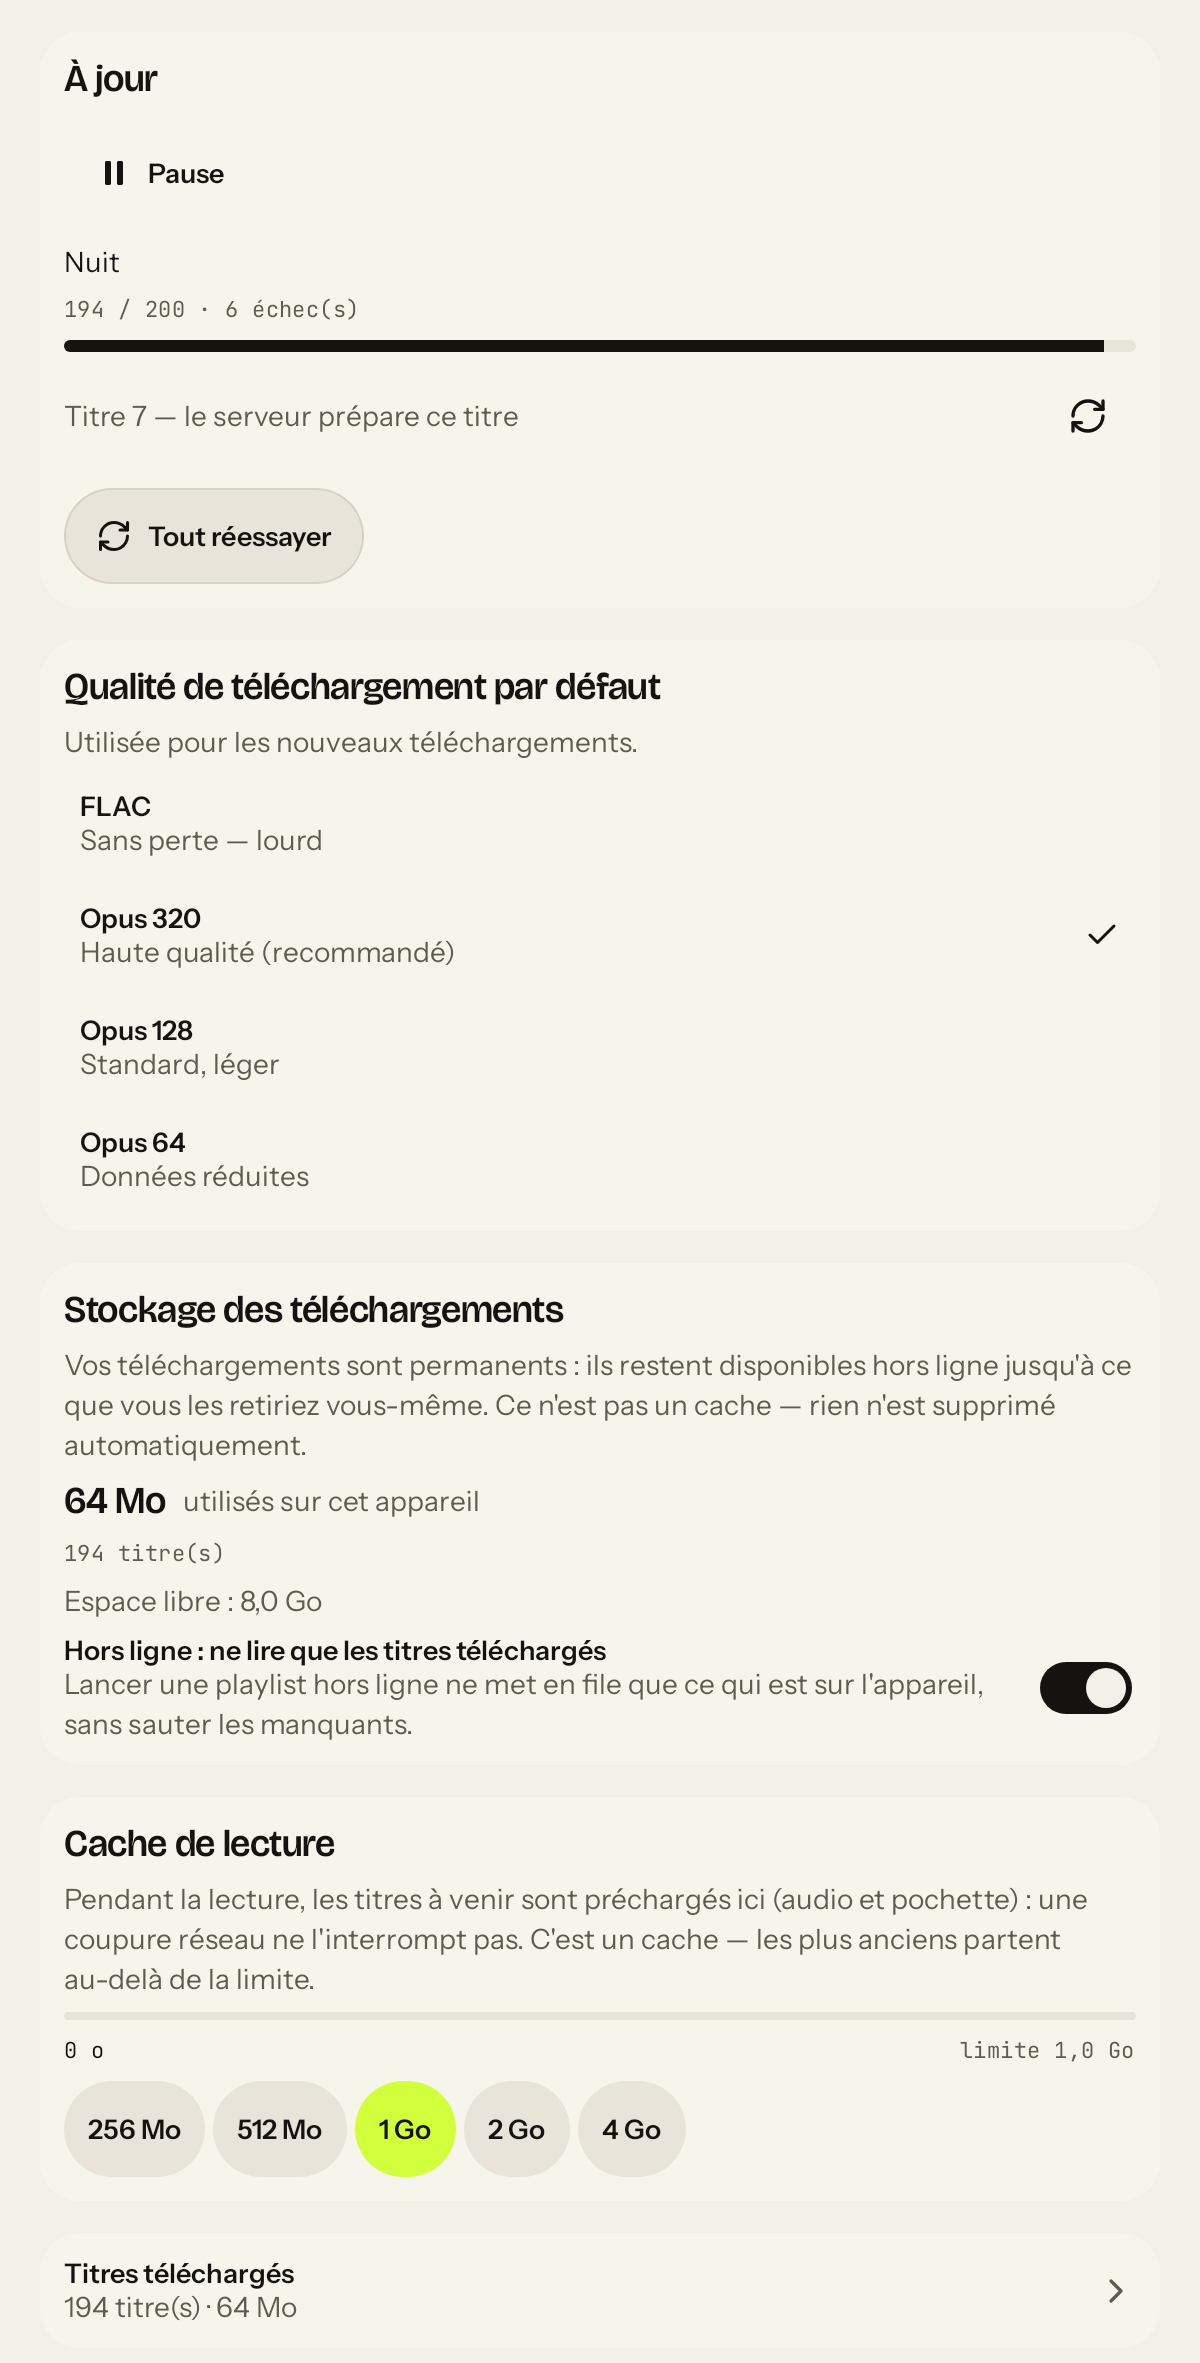 À jour
Pause
Nuit
194 / 200 · 6 échec(s)
Titre 7 — le serveur prépare ce titre
Tout réessayer
Qualité de téléchargement par défaut
Utilisée pour les nouveaux téléchargements.
FLAC
Sans perte — lourd
Opus 320
Haute qualité (recommandé)
Opus 128
Standard, léger
Opus 64
Données réduites
Stockage des téléchargements
Vos téléchargements sont permanents : ils restent disponibles hors ligne jusqu'à ce
que vous les retiriez vous-même. Ce n'est pas un cache — rien n'est supprimé
automatiquement.
64 Mo utilisés sur cet appareil
194 titre(s)
Espace libre : 8,0 Go
Hors ligne : ne lire que les titres téléchargés
Lancer une playlist hors ligne ne met en file que ce qui est sur l'appareil,
sans sauter les manquants.
Cache de lecture
Pendant la lecture, les titres à venir sont préchargés ici (audio et pochette) : une
coupure réseau ne l'interrompt pas. C'est un cache — les plus anciens partent
au-delà de la limite.
0 o limite 1,0 Go
256 Mo 512 Mo 1 Go 2 Go 4 Go
Titres téléchargés
194 titre(s) · 64 Mo